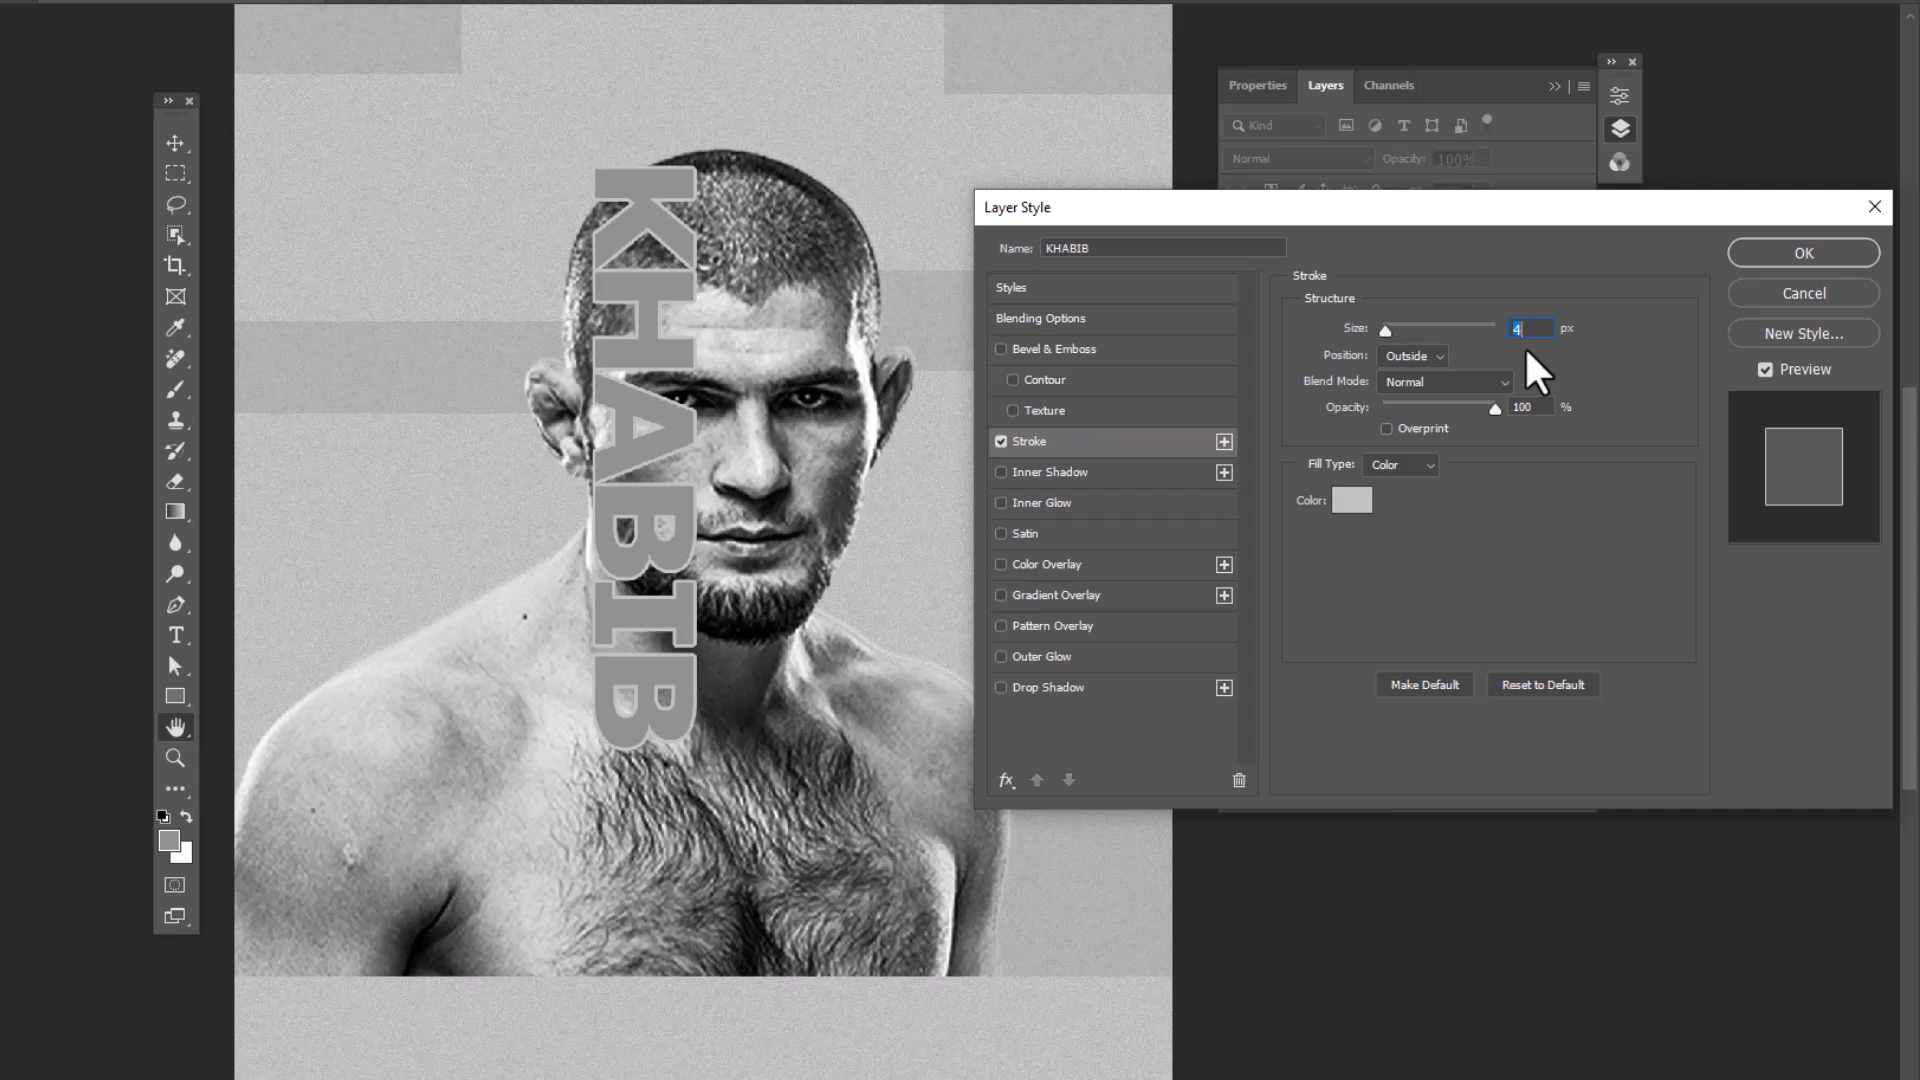 Properties
Layers
Channels
Kind
Normal
Opacity:
100%
Layer Style
Name:
KHABIB
Styles
Blending Options
Bevel & Emboss
Contour
Texture
Stroke
Inner Shadow
Inner Glow
Satin
Color Overlay
Gradient Overlay
Pattern Overlay
Outer Glow
Drop Shadow
fx
Stroke
Structure
Size:
4
px
Position:
Outside
Blend Mode:
Normal
Opacity:
100
%
Overprint
Fill Type:
Color
Color:
Make Default
Reset to Default
OK
Cancel
New Style...
Preview
KHABIB